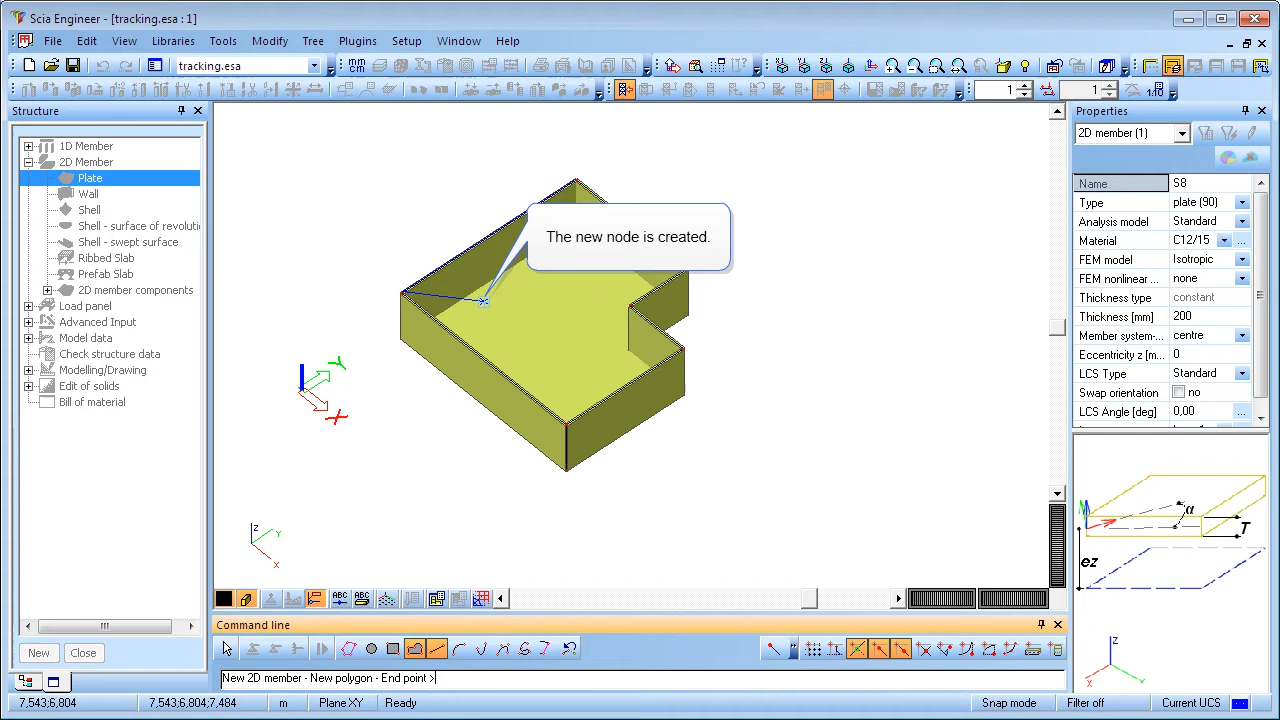 Scia Engineer - [tracking.esa : 1]
File Edit View Libraries Tools Modify Tree Plugins Setup Window Help
tracking.esa
mm
cm
1
1
Structure
1D Member
2D Member
Plate
Wall
Shell
Shell - surface of revoluti
Shell - swept surface
Ribbed Slab
Prefab Slab
2D member components
Load panel
Advanced Input
Model data
Check structure data
Modelling/Drawing
Edit of solids
Bill of material
New Close
The new node is created.
Y
X
Z
Y
X
ABC ABC
Command line
New 2D member - New polygon - End point >
Properties
2D member (1)
Name S8
Type plate (90)
Analysis model Standard
Material C12/15 ...
FEM model Isotropic
FEM nonlinear ... none
Thickness type constant
Thickness [mm] 200
Member system-... centre
Eccentricity z [m... 0
LCS Type Standard
Swap orientation no
LCS Angle [deg] 0,00 ...
α
T
ez
Z
X
Y
7.543,6,804 7.543,6,804;7,484 m Plane XY Ready Snap mode Filter off Current UCS